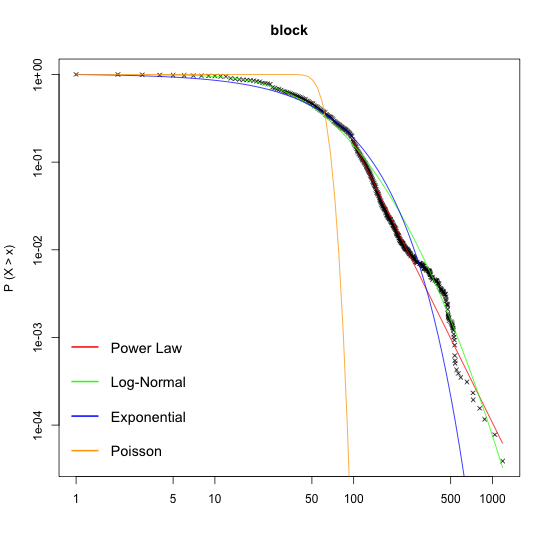 block
P (X > x)
1e+00
1e-01
1e-02
1e-03
1e-04
Power Law
Log-Normal
Exponential
Poisson
1 5 10 50 100 500 1000